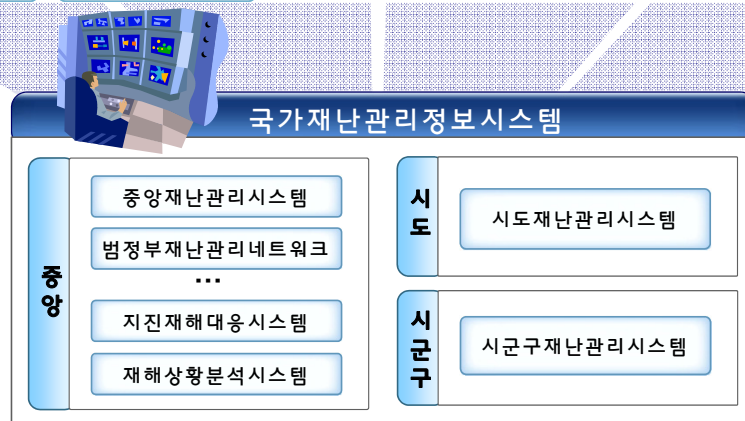 국가재난관리정보시스템
중앙
중앙재난관리시스템
범정부재난관리네트워크
...
지진재해대응시스템
재해상황분석시스템
시도
시도재난관리시스템
시군구
시군구재난관리시스템